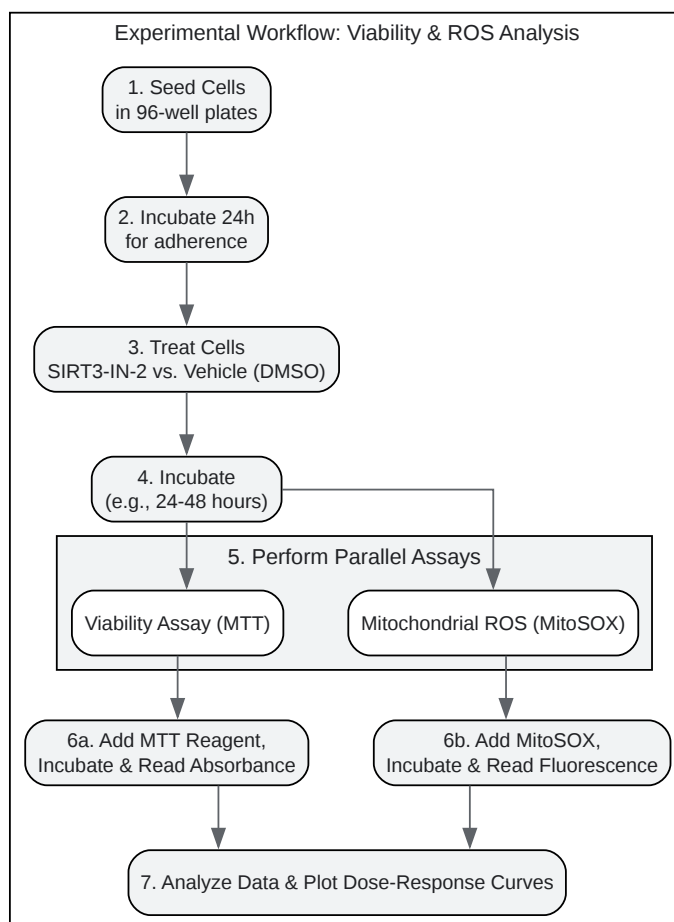 Experimental Workflow: Viability & ROS Analysis
1. Seed Cells
in 96-well plates
2. Incubate 24h
for adherence
3. Treat Cells
SIRT3-IN-2 vs. Vehicle (DMSO)
4. Incubate
(e.g., 24-48 hours)
5. Perform Parallel Assays
Viability Assay (MTT)
Mitochondrial ROS (MitoSOX)
6a. Add MTT Reagent,
Incubate & Read Absorbance
6b. Add MitoSOX,
Incubate & Read Fluorescence
7. Analyze Data & Plot Dose-Response Curves